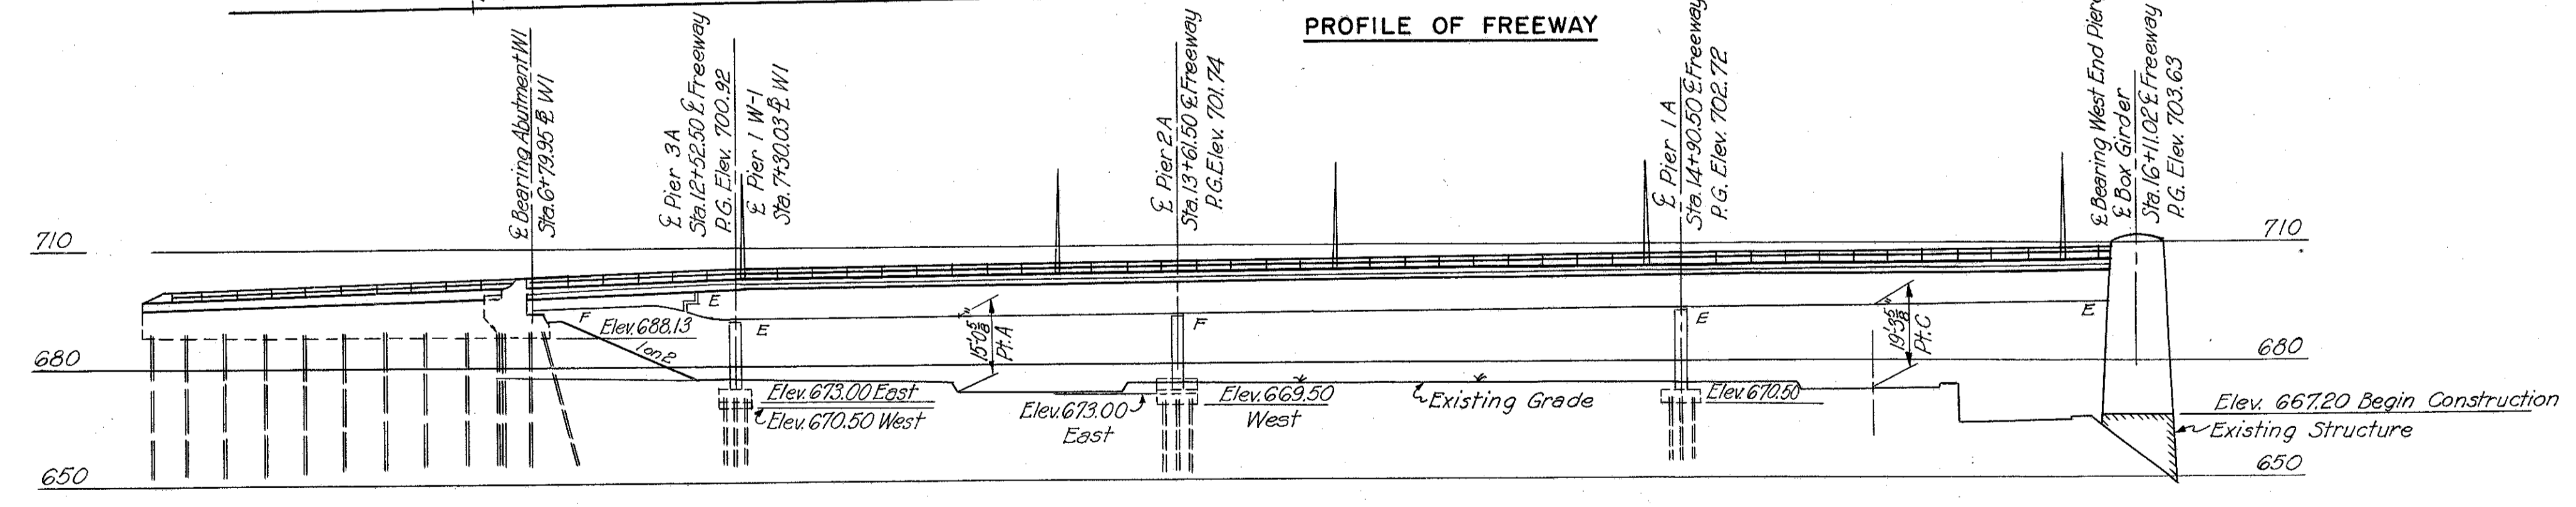 PROFILE OF FREEWAY
℄ Bearing Abutment W1
Sta. 6+79.95 ℄ W1
℄ Pier 3A
Sta. 12+52.50 ℄ Freeway
P.G. Elev. 700.92
℄ Pier 1 W-1
Sta. 7+30.03 ℄ W1
℄ Pier 2A
Sta. 13+61.50 ℄ Freeway
P.G. Elev. 701.74
℄ Pier 1A
Sta. 14+90.50 ℄ Freeway
P.G. Elev. 702.72
℄ Bearing West End Pier
℄ Box Girder
Sta. 16+11.02 ℄ Freeway
P.G. Elev. 703.63
710
710
E
E
F
Elev. 688.13
1 on 2
E
F
E
15'-0 5/8"
Pt. A
19'-3 5/8"
Pt. C
680
680
Elev. 673.00 East
Elev. 670.50 West
Elev. 673.00
East
Elev. 669.50
West
Existing Grade
Elev. 670.50
Elev. 667.20 Begin Construction
Existing Structure
650
650